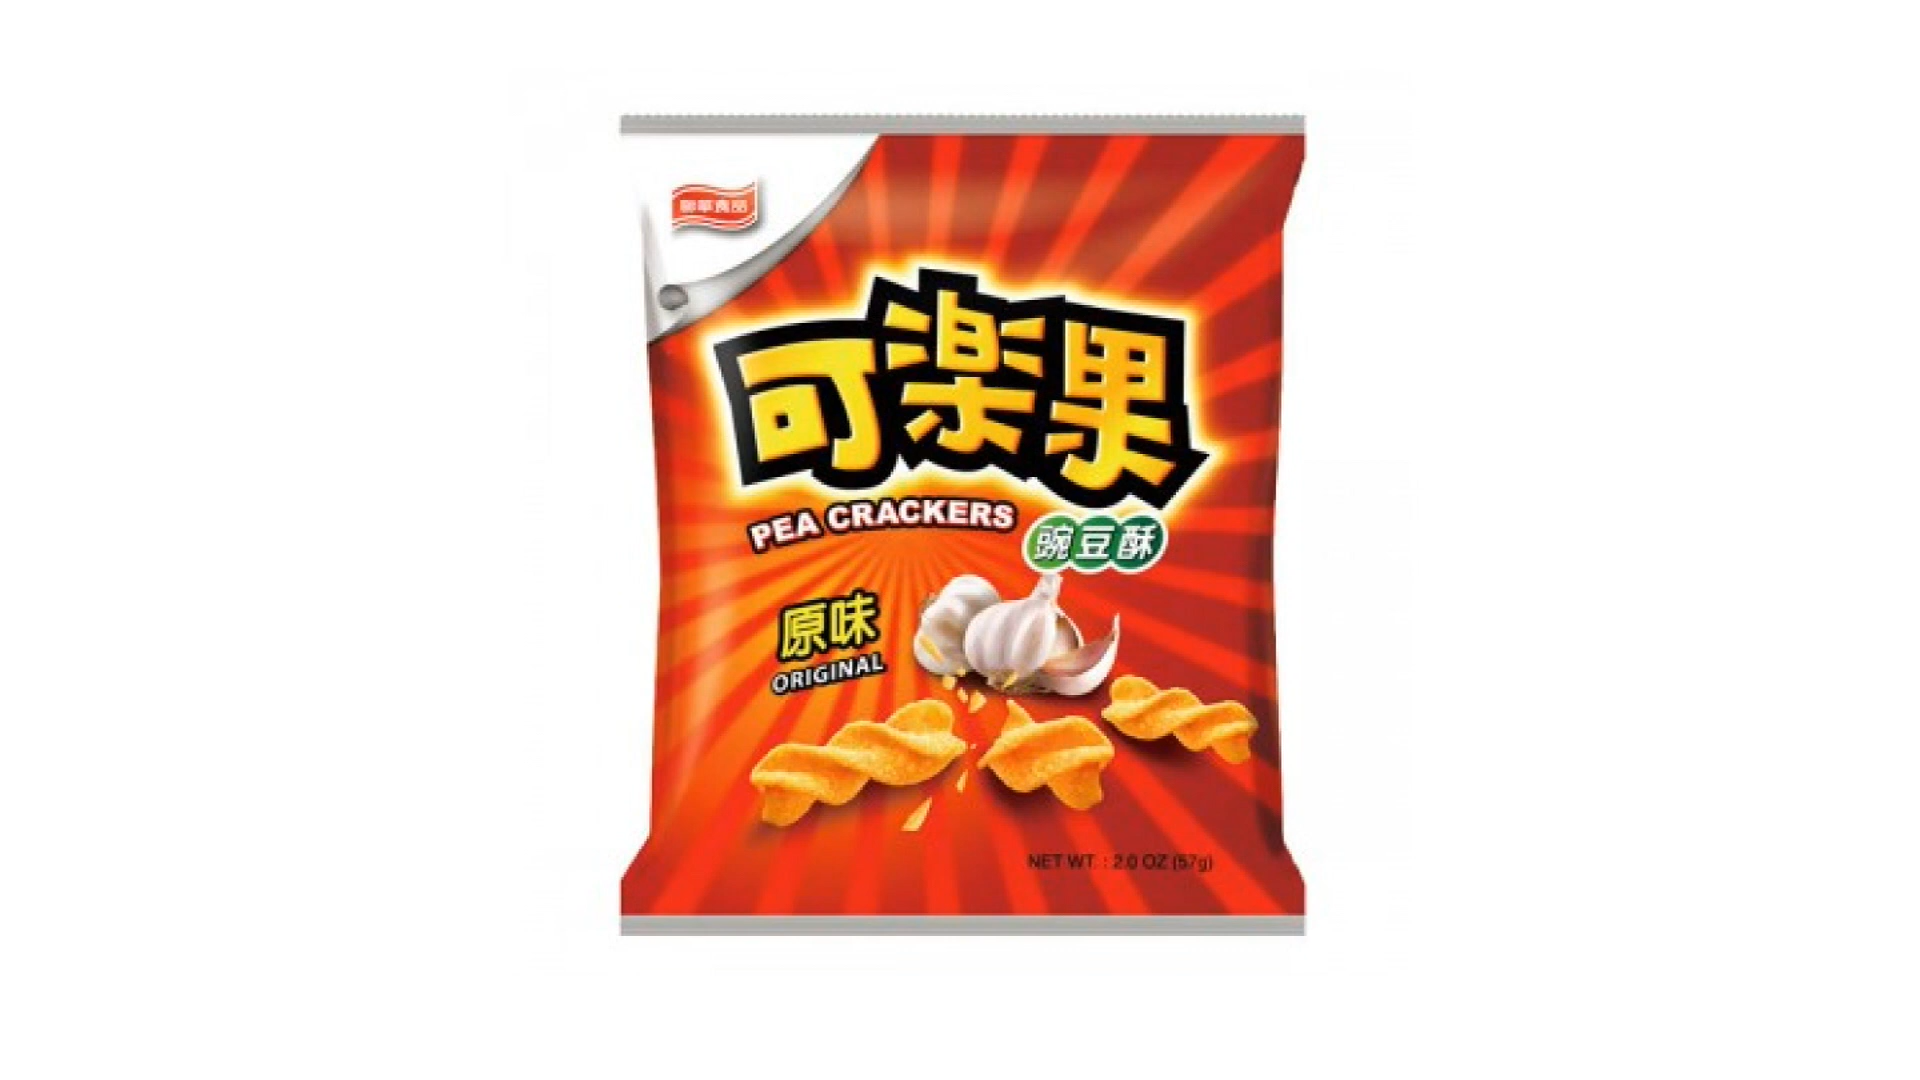 聯華食品
可楽果
PEA CRACKERS
豌豆酥
原味
ORIGINAL
NET WT. : 2.0 OZ (57g)